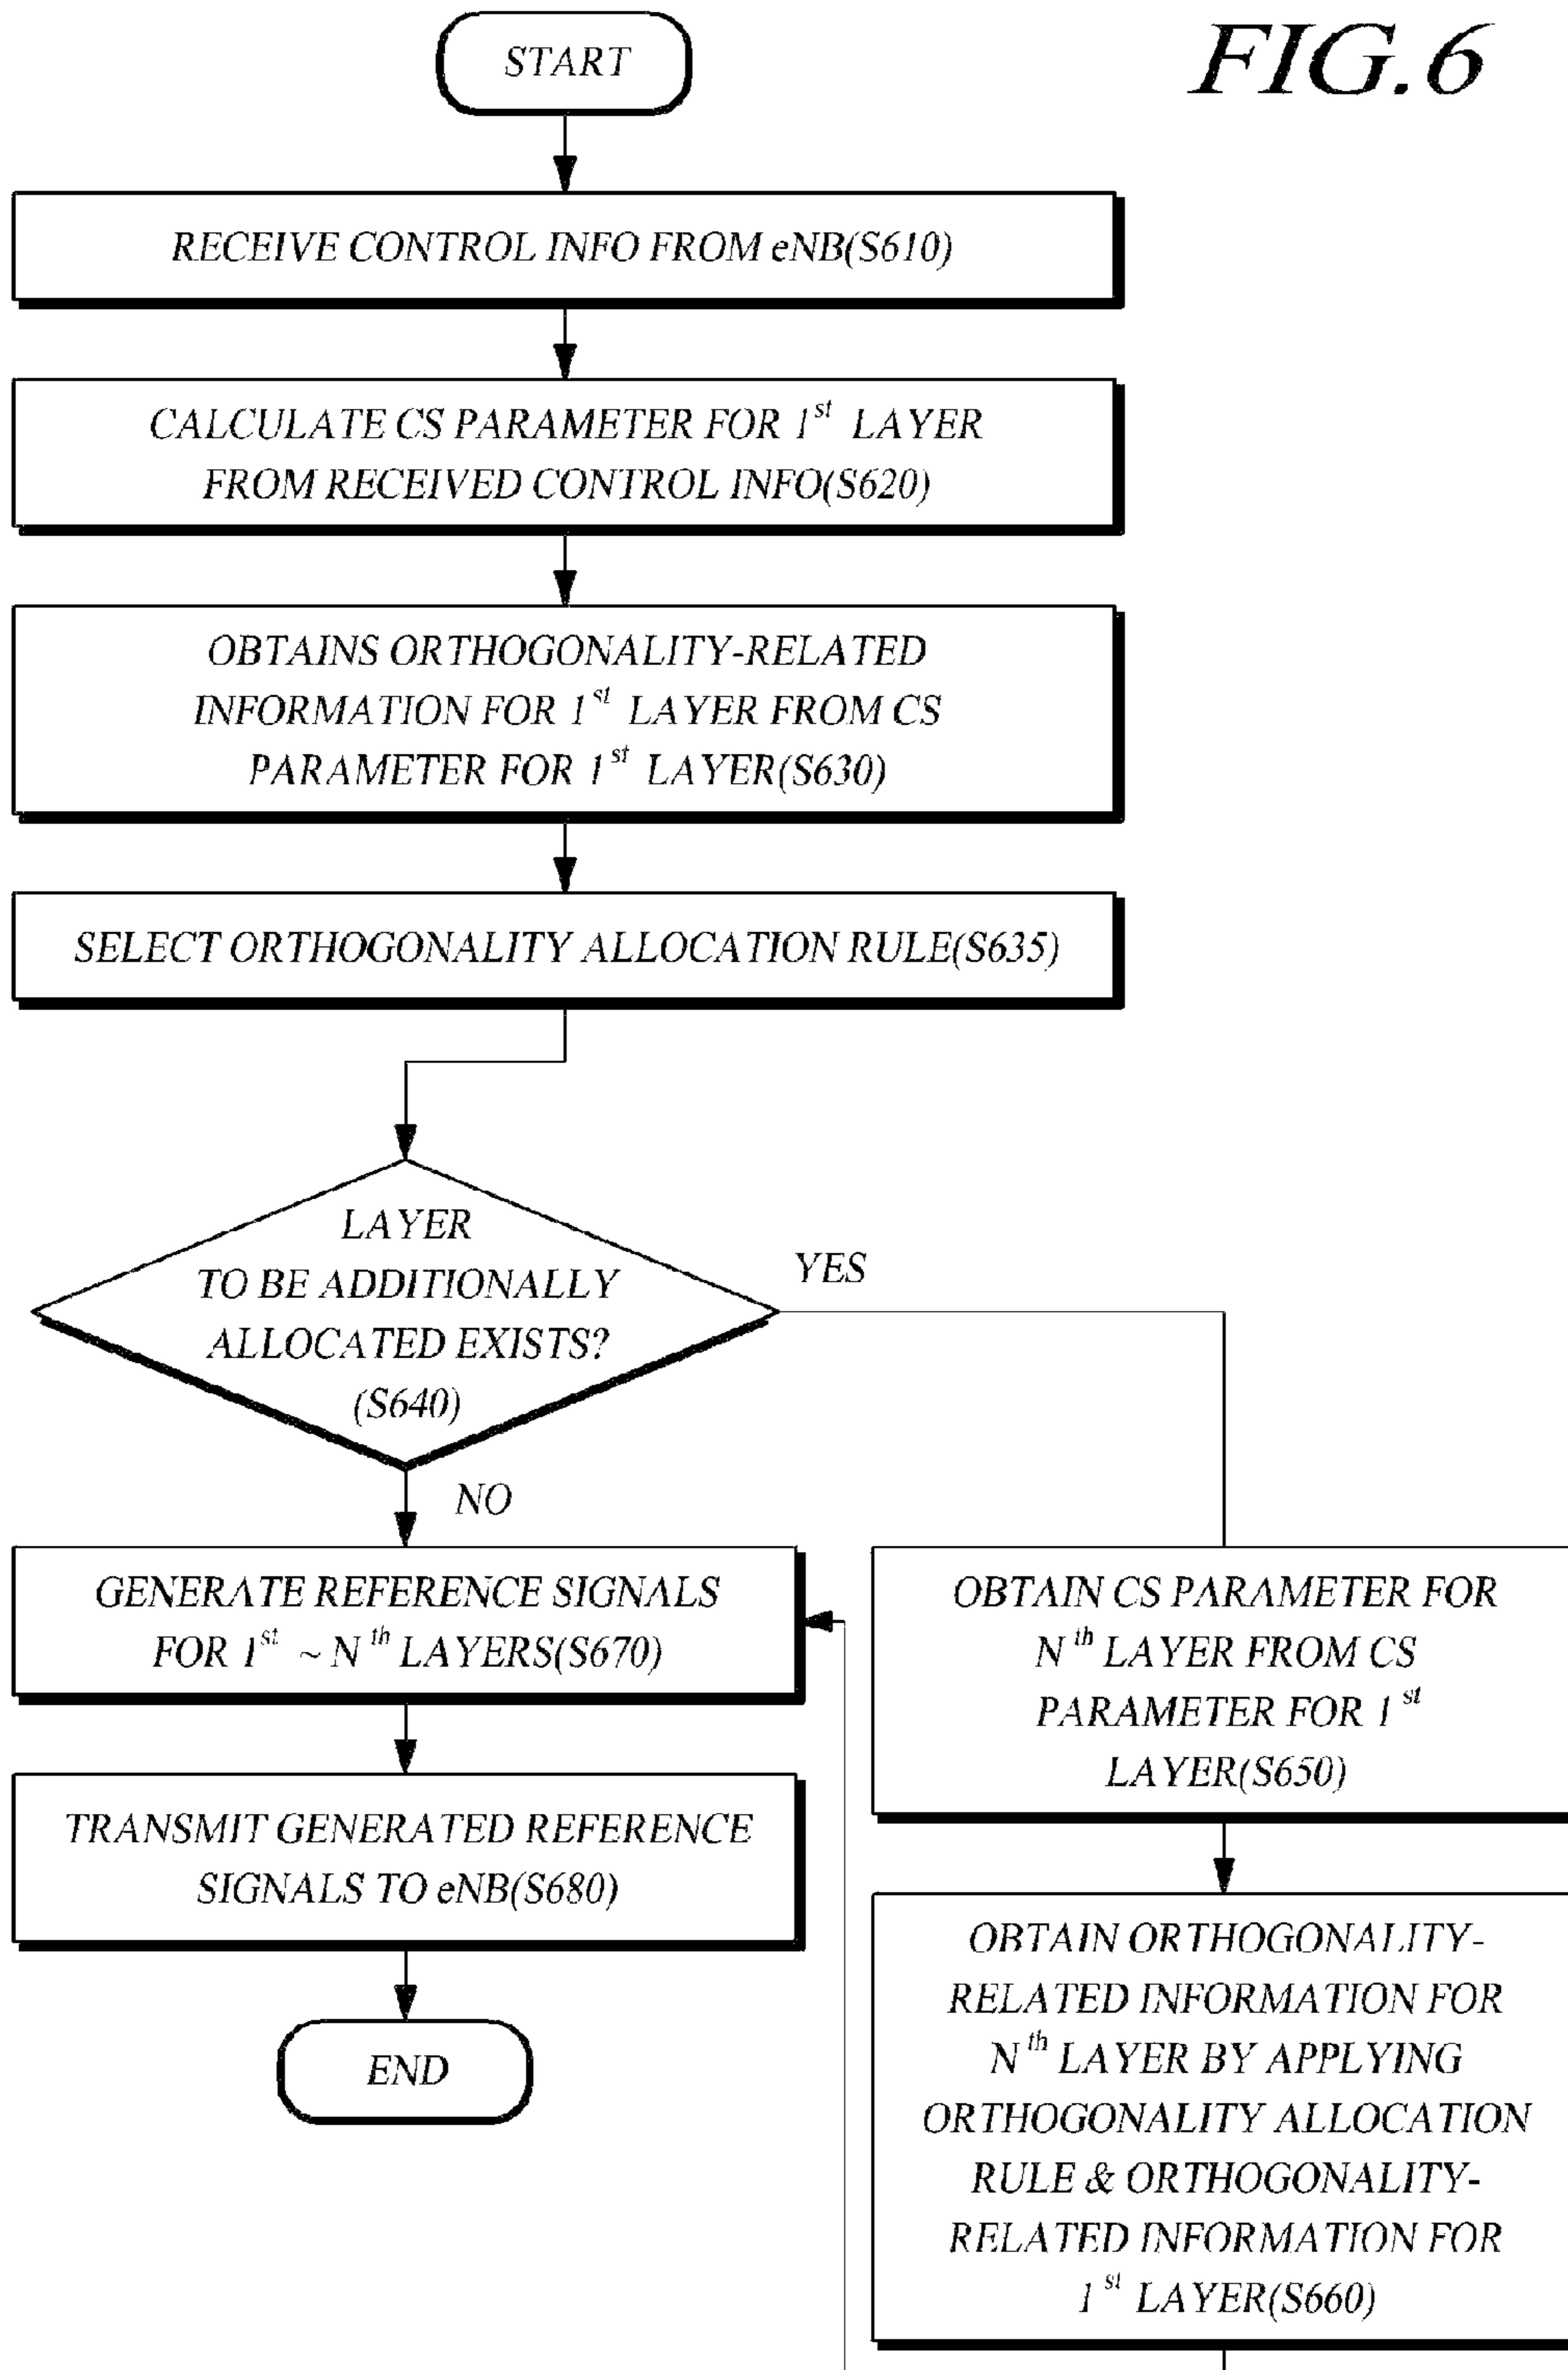 FIG.6
START
RECEIVE CONTROL INFO FROM eNB(S610)
CALCULATE CS PARAMETER FOR 1st LAYER
FROM RECEIVED CONTROL INFO(S620)
OBTAINS ORTHOGONALITY-RELATED
INFORMATION FOR 1st LAYER FROM CS
PARAMETER FOR 1st LAYER(S630)
SELECT ORTHOGONALITY ALLOCATION RULE(S635)
LAYER
TO BE ADDITIONALLY
ALLOCATED EXISTS?
(S640)
YES
NO
GENERATE REFERENCE SIGNALS
FOR 1st ~ Nth LAYERS(S670)
TRANSMIT GENERATED REFERENCE
SIGNALS TO eNB(S680)
END
OBTAIN CS PARAMETER FOR
Nth LAYER FROM CS
PARAMETER FOR 1st
LAYER(S650)
OBTAIN ORTHOGONALITY-
RELATED INFORMATION FOR
Nth LAYER BY APPLYING
ORTHOGONALITY ALLOCATION
RULE & ORTHOGONALITY-
RELATED INFORMATION FOR
1st LAYER(S660)